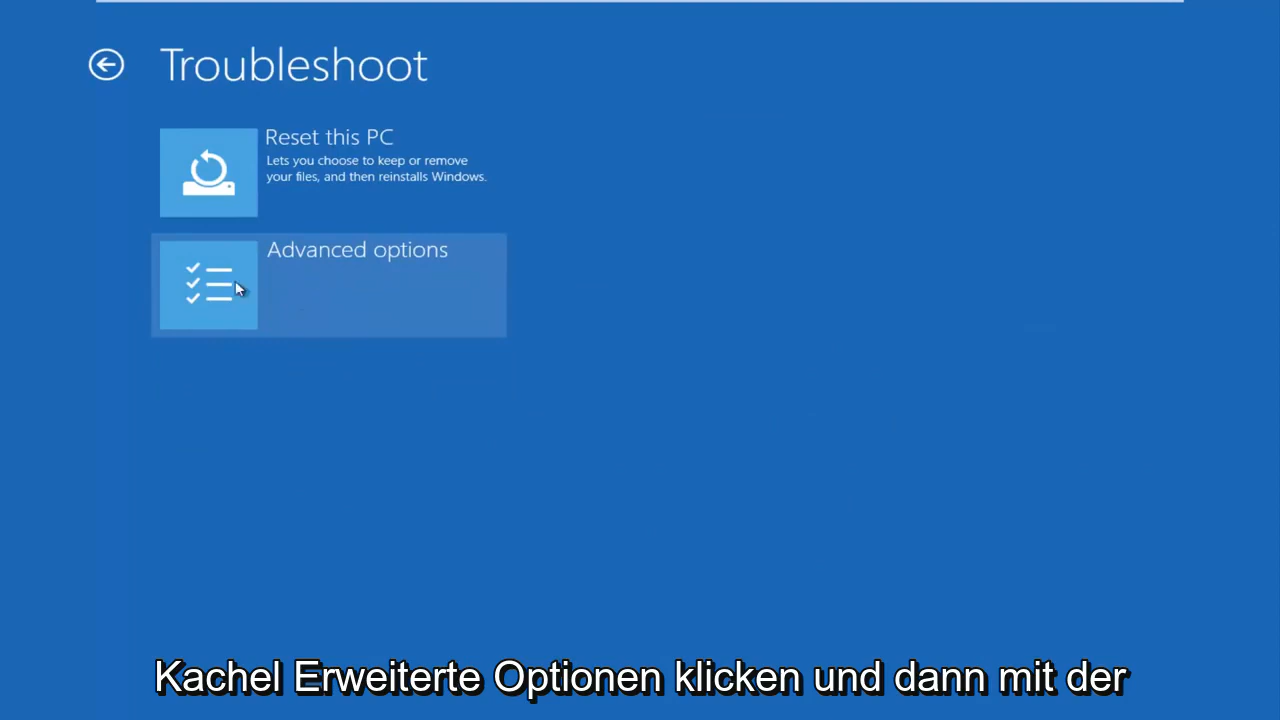 Troubleshoot
Reset this PC
Lets you choose to keep or remove
your files, and then reinstalls Windows.
Advanced options
Kachel Erweiterte Optionen klicken und dann mit der